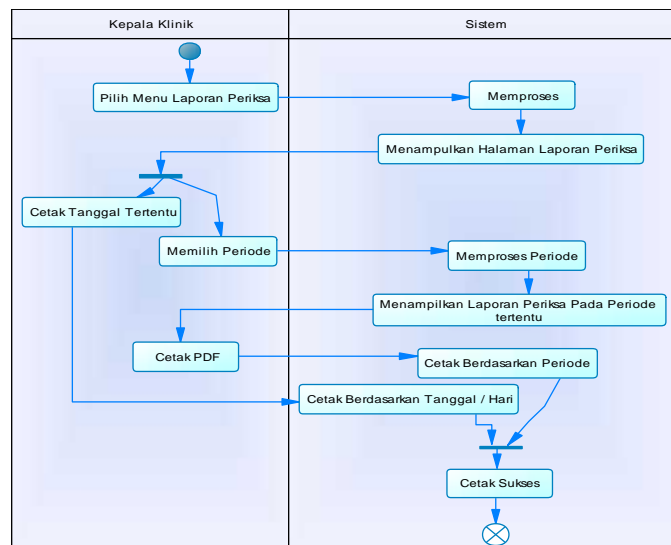 Kepala Klinik
Sistem
Pilih Menu Laporan Periksa
Memproses
Menampulkan Halaman Laporan Periksa
Cetak Tanggal Tertentu
Memilih Periode
Memproses Periode
Menampilkan Laporan Periksa Pada Periode
tertentu
Cetak PDF
Cetak Berdasarkan Periode
Cetak Berdasarkan Tanggal / Hari
Cetak Sukses